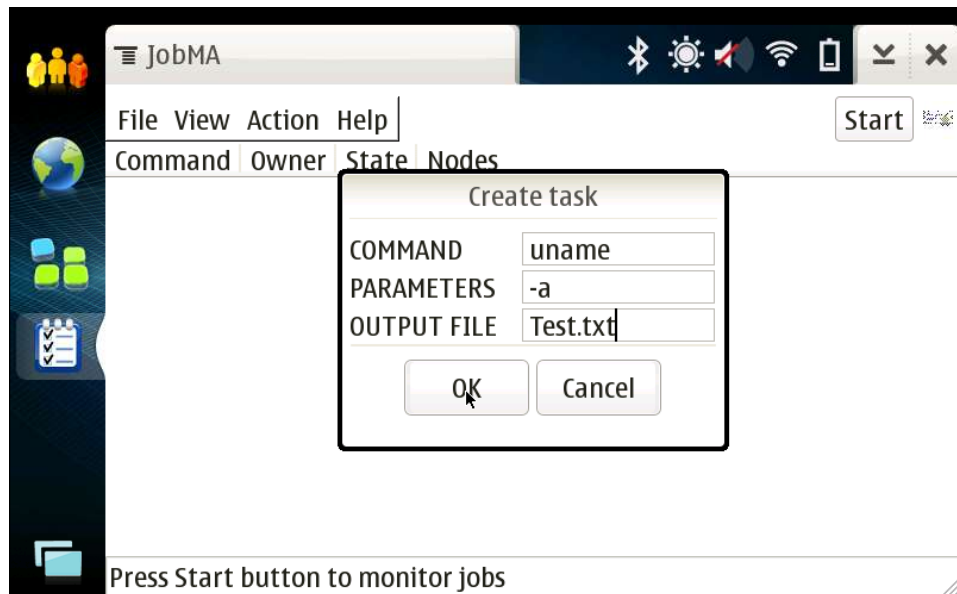 JobMA
File View Action Help
Start
Command Owner State Nodes
Create task
COMMAND uname
PARAMETERS -a
OUTPUT FILE Test.txt
OK Cancel
Press Start button to monitor jobs